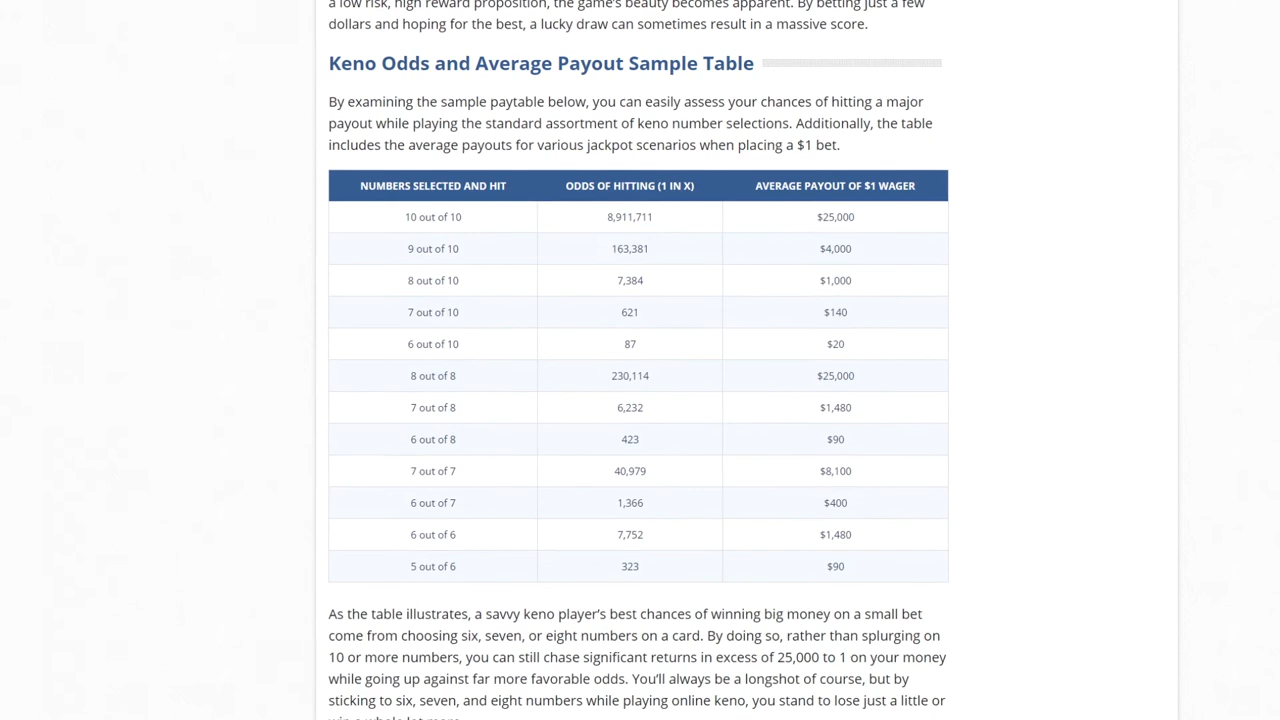 a low risk, high reward proposition, the game's beauty becomes apparent. By betting just a few
dollars and hoping for the best, a lucky draw can sometimes result in a massive score.
Keno Odds and Average Payout Sample Table
By examining the sample paytable below, you can easily assess your chances of hitting a major
payout while playing the standard assortment of keno number selections. Additionally, the table
includes the average payouts for various jackpot scenarios when placing a $1 bet.
NUMBERS SELECTED AND HIT ODDS OF HITTING (1 IN X) AVERAGE PAYOUT OF $1 WAGER
10 out of 10 8,911,711 $25,000
9 out of 10 163,381 $4,000
8 out of 10 7,384 $1,000
7 out of 10 621 $140
6 out of 10 87 $20
8 out of 8 230,114 $25,000
7 out of 8 6,232 $1,480
6 out of 8 423 $90
7 out of 7 40,979 $8,100
6 out of 7 1,366 $400
6 out of 6 7,752 $1,480
5 out of 6 323 $90
As the table illustrates, a savvy keno player's best chances of winning big money on a small bet
come from choosing six, seven, or eight numbers on a card. By doing so, rather than splurging on
10 or more numbers, you can still chase significant returns in excess of 25,000 to 1 on your money
while going up against far more favorable odds. You'll always be a longshot of course, but by
sticking to six, seven, and eight numbers while playing online keno, you stand to lose just a little or